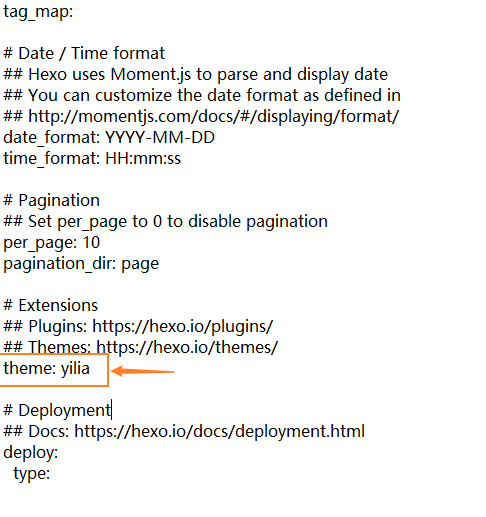 tag_map:
# Date / Time format
## Hexo uses Moment.js to parse and display date
## You can customize the date format as defined in
## http://momentjs.com/docs/#/displaying/format/
date_format: YYYY-MM-DD
time_format: HH:mm:ss
# Pagination
## Set per_page to 0 to disable pagination
per_page: 10
pagination_dir: page
# Extensions
## Plugins: https://hexo.io/plugins/
## Themes: https://hexo.io/themes/
theme: yilia
# Deployment
## Docs: https://hexo.io/docs/deployment.html
deploy:
  type: